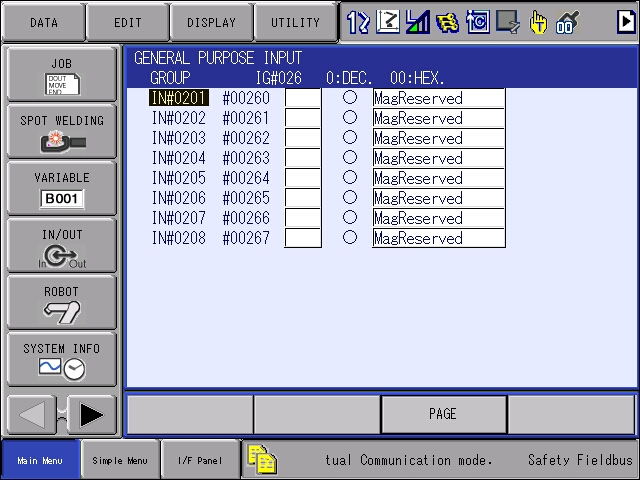 DATA EDIT DISPLAY UTILITY
JOB
DOUT
MOVE
END
SPOT WELDING
VARIABLE
B001
IN/OUT
In Out
ROBOT
SYSTEM INFO
GENERAL PURPOSE INPUT
GROUP IG#026 0:DEC. 00:HEX.
IN#0201 #00260 MagReserved
IN#0202 #00261 MagReserved
IN#0203 #00262 MagReserved
IN#0204 #00263 MagReserved
IN#0205 #00264 MagReserved
IN#0206 #00265 MagReserved
IN#0207 #00266 MagReserved
IN#0208 #00267 MagReserved
PAGE
Main Menu Simple Menu I/F Panel tual Communication mode. Safety Fieldbus